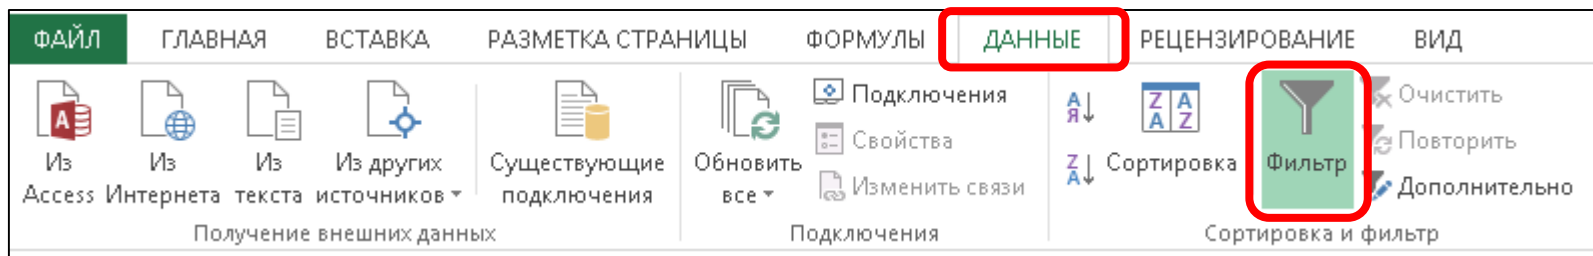 ФАЙЛ ГЛАВНАЯ ВСТАВКА РАЗМЕТКА СТРАНИЦЫ ФОРМУЛЫ ДАННЫЕ РЕЦЕНЗИРОВАНИЕ ВИД
Из
Access
Из
Интернета
Из
текста
Из других
источников
Существующие
подключения
Получение внешних данных
Обновить
все
Подключения
Свойства
Изменить связи
Подключения
А
Я
Z
A
Z A
A Z
Сортировка
Фильтр
Очистить
Повторить
Дополнительно
Сортировка и фильтр